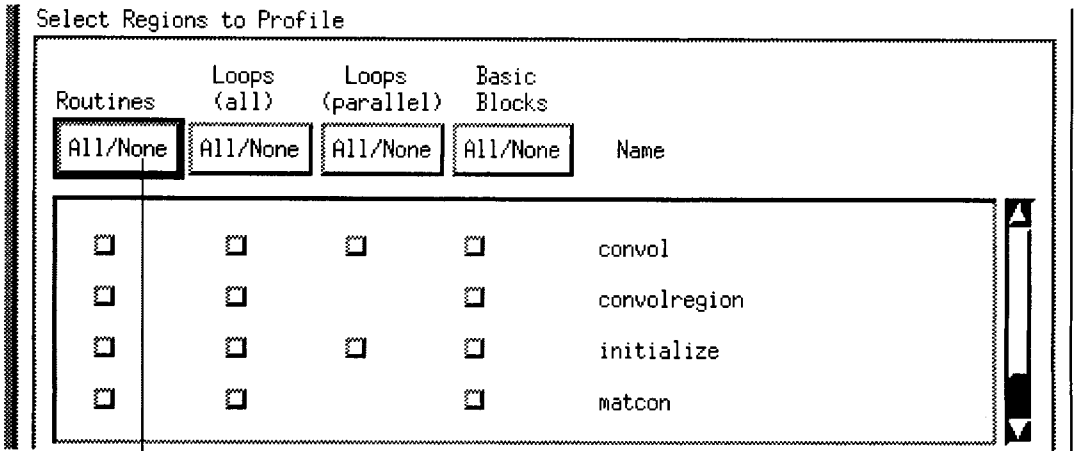 Select Regions to Profile
Loops Loops Basic
Routines (all) (parallel) Blocks
All/None All/None All/None All/None Name
convol
convolregion
initialize
matcon